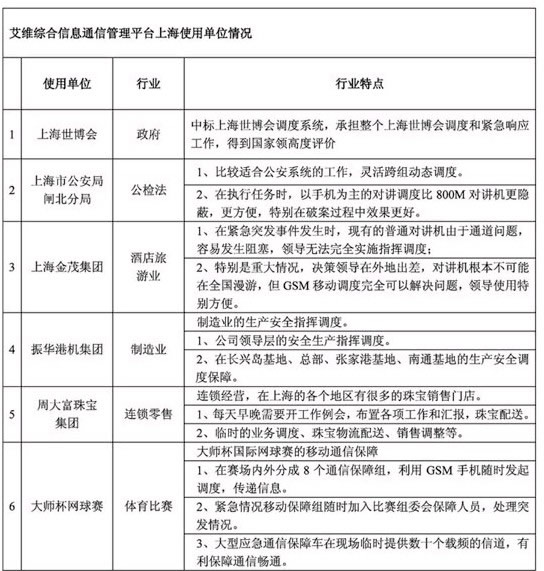 艾维综合信息通信管理平台上海使用单位情况
使用单位 行业 行业特点
1 上海世博会 政府 中标上海世博会调度系统，承担整个上海世博会调度和紧急响应
工作，得到国家领高度评价
2 上海市公安局
闸北分局 公检法 1、比较适合公安系统的工作，灵活跨组动态调度。
2、在执行任务时，以手机为主的对讲调度比 800M 对讲机更隐
蔽，更方便，特别在破案过程中效果更好。
3 上海金茂集团 酒店旅
游业 1、在紧急突发事件发生时，现有的普通对讲机由于通道问题，
容易发生阻塞，领导无法完全实施指挥调度；
2、特别是重大情况，决策领导在外地出差，对讲机根本不可能
在全国漫游，但 GSM 移动调度完全可以解决问题，领导使用特
别方便。
4 振华港机集团 制造业 制造业的生产安全指挥调度。
1、公司领导层的安全生产指挥调度。
2、在长兴岛基地、总部、张家港基地、南通基地的生产安全调
度保障。
5 周大富珠宝
集团 连锁零售 连锁经营，在上海的各个地区有很多的珠宝销售门店。
1、每天早晚需要开工作例会，布置各项工作和汇报，珠宝配送。
2、临时的业务调度、珠宝物流配送、销售调整等。
6 大师杯网球赛 体育比赛 大师杯国际网球赛的移动通信保障
1、在赛场内外分成 8 个通信保障组，利用 GSM 手机随时发起
调度，传递信息。
2、紧急情况移动保障组随时加入比赛组委会保障人员，处理突
发情况。
3、大型应急通信保障车在现场临时提供数十个载频的信道，有
利保障通信畅通。